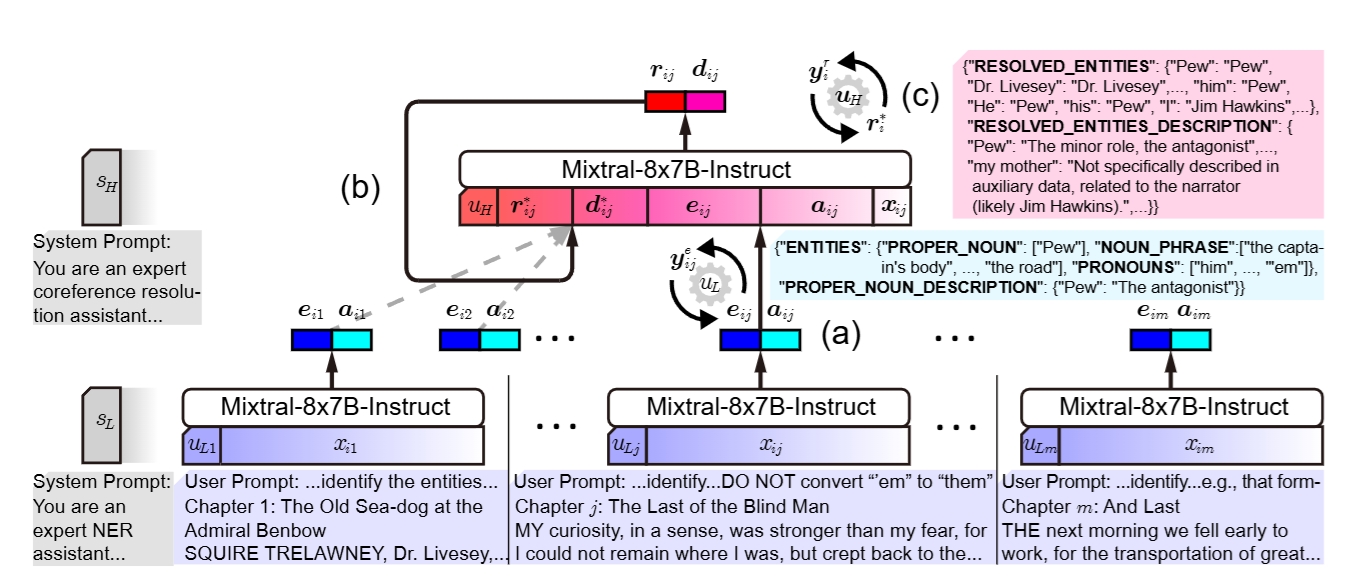 r_{ij} d_{ij}
y_i^r
u_H
r_i^*
(c)
{"RESOLVED_ENTITIES": {"Pew": "Pew",
"Dr. Livesey": "Dr. Livesey",..., "him": "Pew",
"He": "Pew", "his": "Pew", "I": "Jim Hawkins",...},
"RESOLVED_ENTITIES_DESCRIPTION": {
"Pew": "The minor role, the antagonist",...,
"my mother": "Not specifically described in
auxiliary data, related to the narrator
(likely Jim Hawkins).",...}}
s_H
(b)
Mixtral-8x7B-Instruct
u_H r_{ij}^* d_{ij}^* e_{ij} a_{ij} x_{ij}
System Prompt:
You are an expert
coreference resolu-
tion assistant...
y_{ij}^e
u_L
{"ENTITIES": {"PROPER_NOUN": ["Pew"], "NOUN_PHRASE":["the capta-
in's body", ..., "the road"], "PRONOUNS": ["him", ..., "'em"]},
"PROPER_NOUN_DESCRIPTION": {"Pew": "The antagonist"}}
e_{i1} a_{i1}
e_{i2} a_{i2}
...
e_{ij} a_{ij}
(a)
...
e_{im} a_{im}
s_L
Mixtral-8x7B-Instruct
u_{L1} x_{i1}
...
Mixtral-8x7B-Instruct
u_{Lj} x_{ij}
...
Mixtral-8x7B-Instruct
u_{Lm} x_{im}
System Prompt:
You are an
expert NER
assistant...
User Prompt: ...identify the entities...
Chapter 1: The Old Sea-dog at the
Admiral Benbow
SQUIRE TRELAWNEY, Dr. Livesey,...
User Prompt: ...identify...DO NOT convert “’em” to “them”
Chapter j: The Last of the Blind Man
MY curiosity, in a sense, was stronger than my fear, for
I could not remain where I was, but crept back to the...
User Prompt: ...identify...e.g., that form-
Chapter m: And Last
THE next morning we fell early to
work, for the transportation of great...